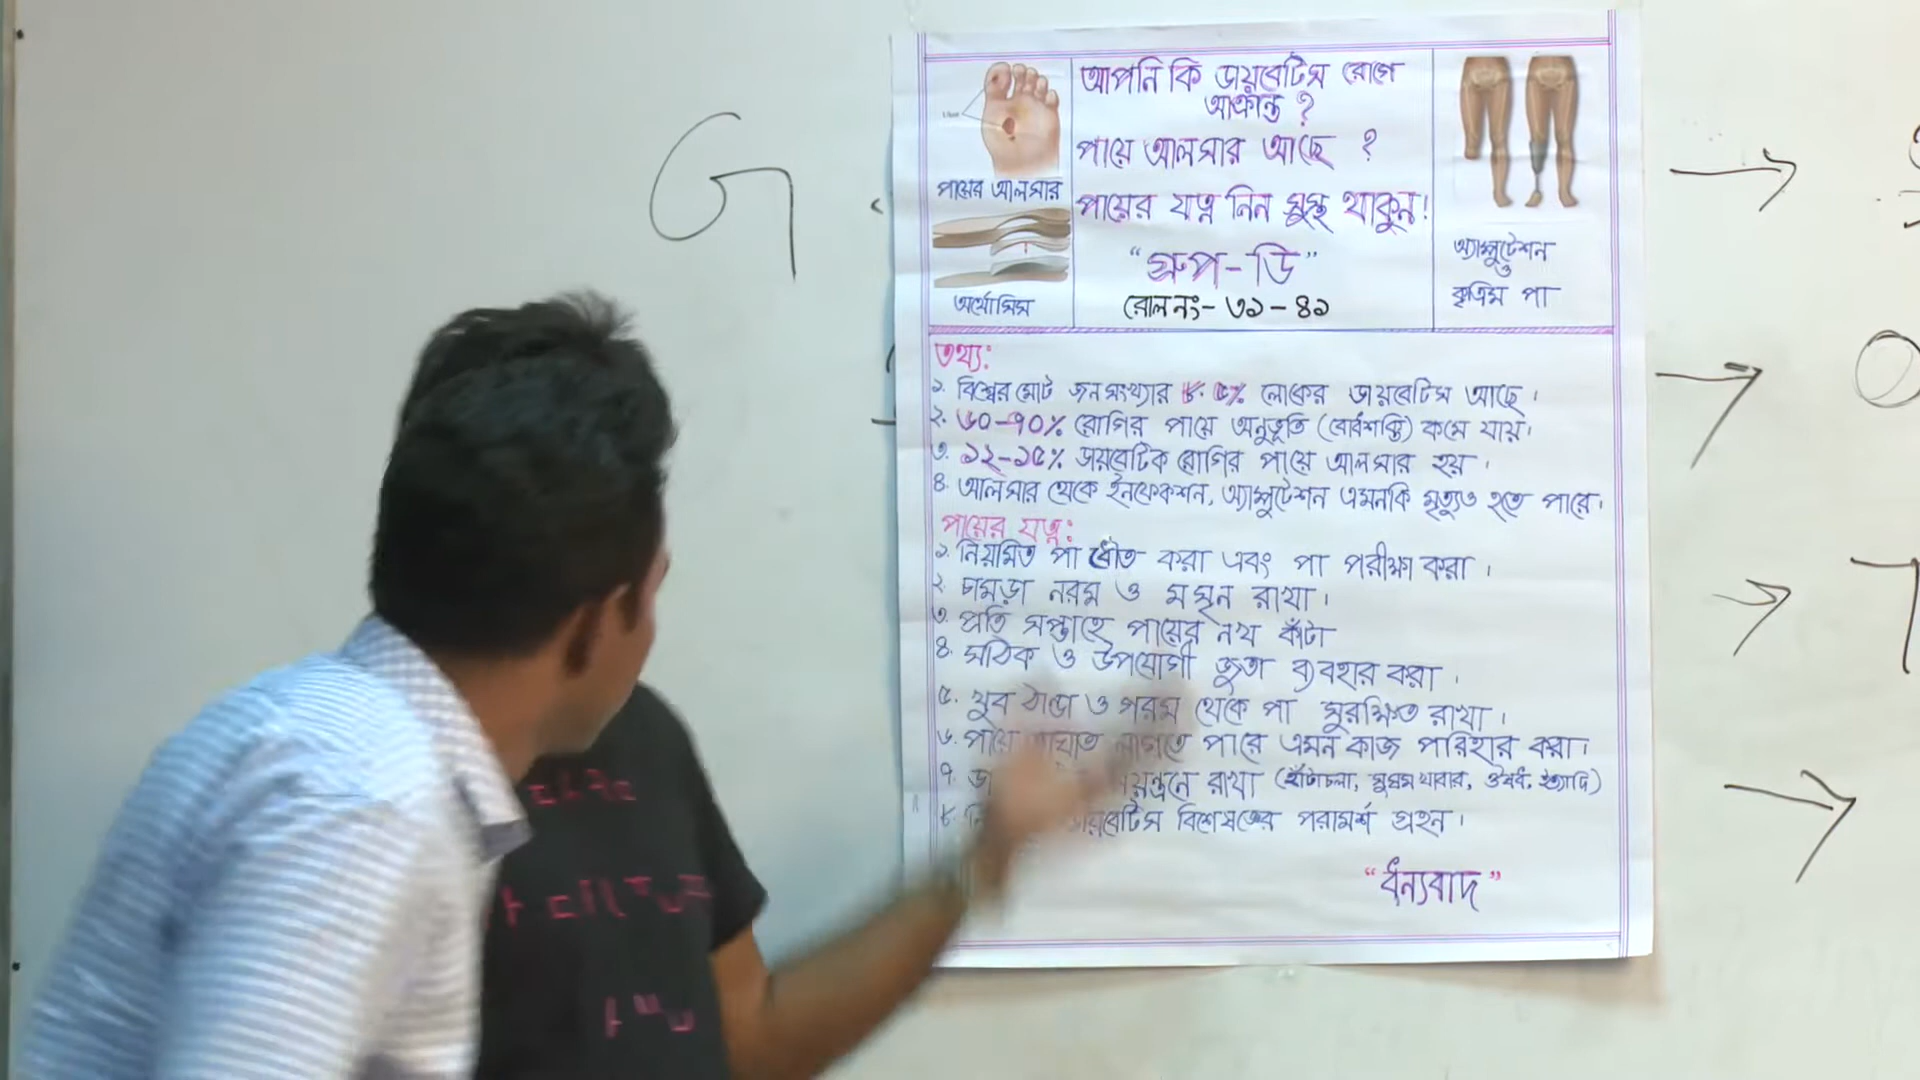 আপনি কি ডায়বেটিস রোগে
আক্রান্ত ?
পায়ে আলসার আছে ?
পায়ের যত্ন নিন সুস্থ থাকুন!
“গ্রুপ-ডি”
রোল নং- ৩১-৪১
পায়ের আলসার
অর্থোসিস
অ্যাম্পুটেশন
ও
কৃত্রিম পা
তথ্য:
১. বিশ্বের মোট জনসংখ্যার ৮.৫% লোকের ডায়বেটিস আছে।
২. ৬০-৭০% রোগির পায়ে অনুভূতি (বোধশক্তি) কমে যায়।
৩. ১২-১৫% ডায়বেটিক রোগির পায়ে আলসার হয়।
৪. আলসার থেকে ইনফেকশন, অ্যাম্পুটেশন এমনকি মৃত্যুও হতে পারে।
পায়ের যত্ন:
১. নিয়মিত পা ধৌত করা এবং পা পরীক্ষা করা।
২. চামড়া নরম ও মসৃন রাখা।
৩. প্রতি সপ্তাহে পায়ের নখ কাঁটা
৪. সঠিক ও উপযোগী জুতা ব্যবহার করা।
৫. খুব ঠান্ডা ও গরম থেকে পা সুরক্ষিত রাখা।
৬. পায়ে আঘাত লাগতে পারে এমন কাজ পরিহার করা।
৭. রাখা (হাঁটাচলা, সুষম খাবার, ঔষধ, ইত্যাদি)
৮. ডায়বেটিস বিশেষজ্ঞের পরামর্শ গ্রহন।
“ধন্যবাদ”
G